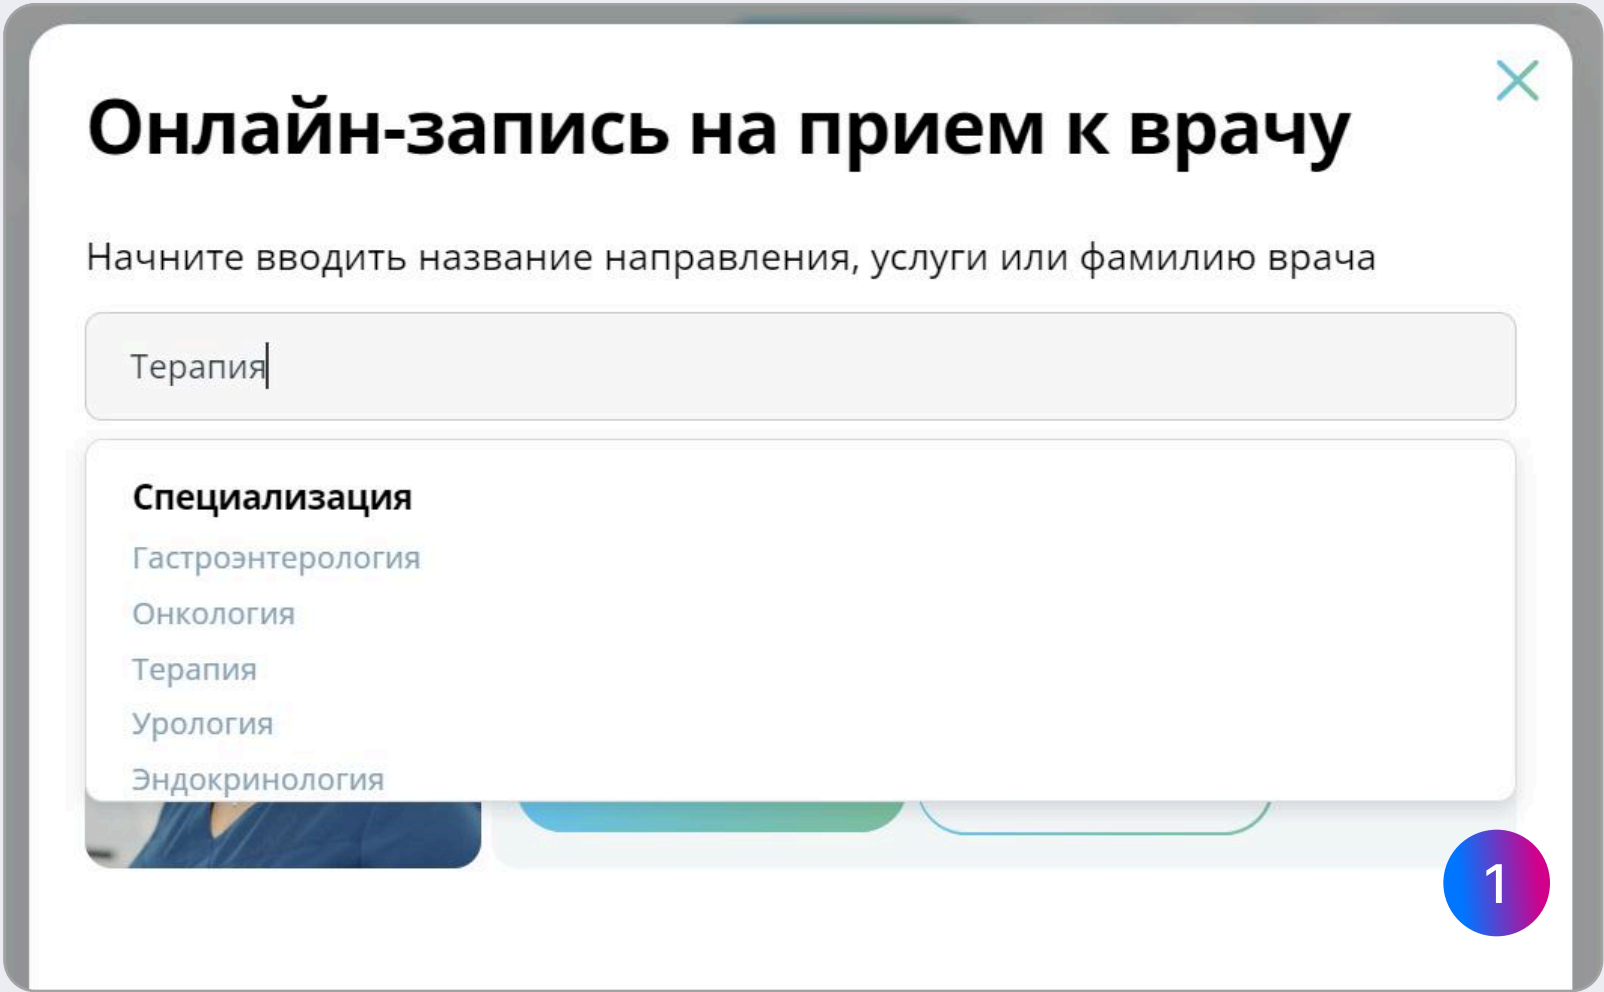 Онлайн-запись на прием к врачу
Начните вводить название направления, услуги или фамилию врача
Терапия
Специализация
Гастроэнтерология
Онкология
Терапия
Урология
Эндокринология
1